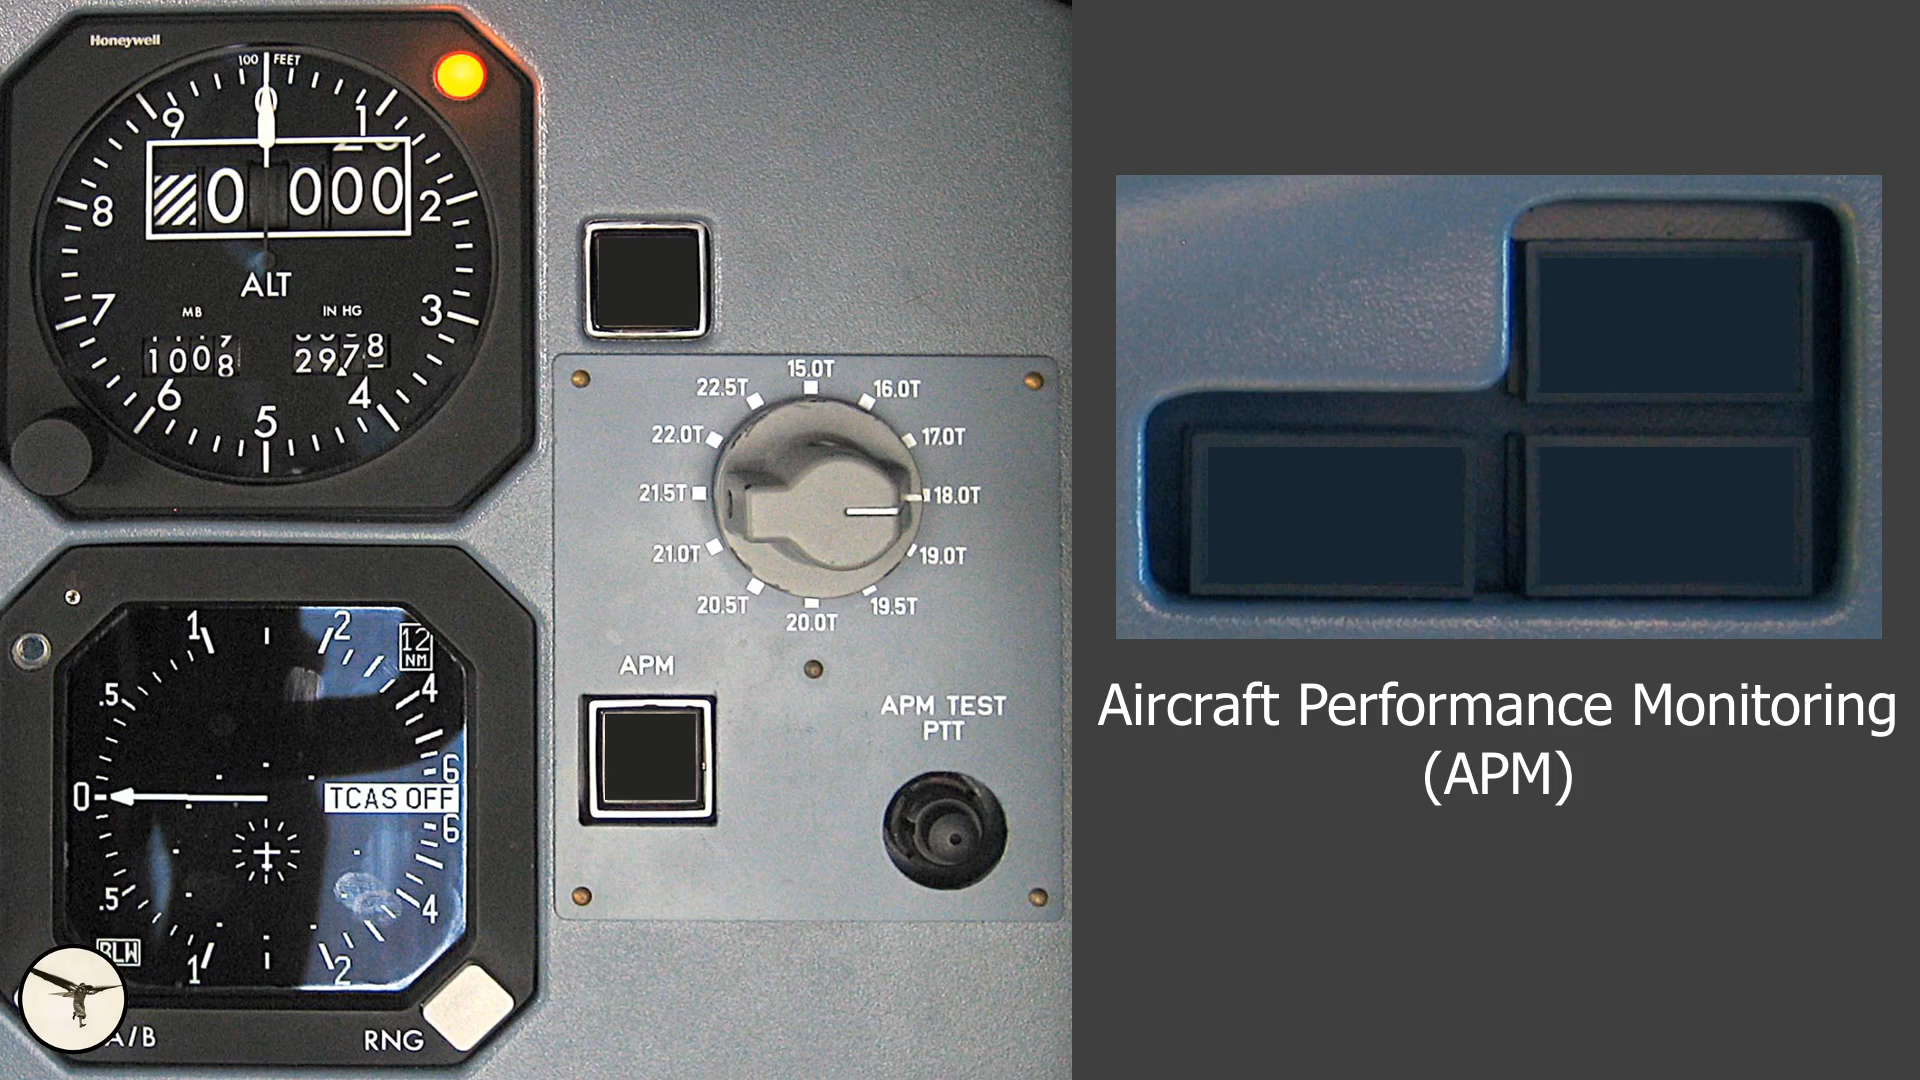 Honeywell
100 FEET
0
9
1
0 000
8
2
ALT
7
3
MB
IN HG
1008
297
8
6
4
5
15.0T
22.5T
16.0T
22.0T
17.0T
21.5T
18.0T
21.0T
19.0T
20.5T
19.5T
20.0T
APM
APM TEST
PTT
1
2
12
NM
.5
4
6
0
TCAS OFF
6
.5
4
BLW
1
2
A/B
RNG
Aircraft Performance Monitoring
(APM)